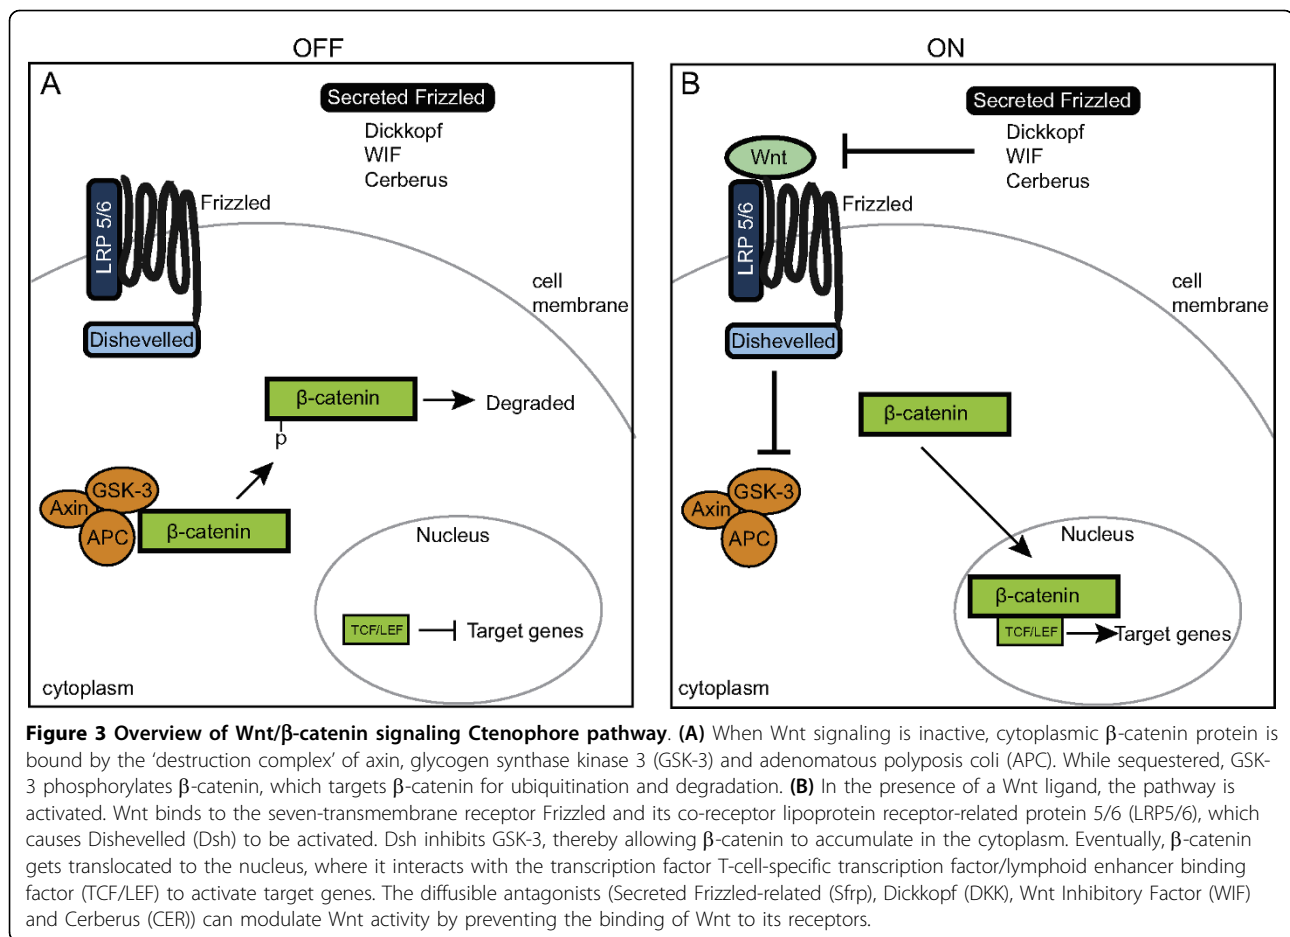 OFF
ON
A
Secreted Frizzled
Dickkopf
WIF
Cerberus
LRP 5/6
Frizzled
cell
membrane
Dishevelled
β-catenin
Degraded
p
GSK-3
Axin
APC
β-catenin
Nucleus
TCF/LEF
Target genes
cytoplasm
B
Secreted Frizzled
Dickkopf
WIF
Cerberus
Wnt
LRP 5/6
Frizzled
cell
membrane
Dishevelled
β-catenin
GSK-3
Axin
APC
Nucleus
β-catenin
TCF/LEF
Target genes
cytoplasm
Figure 3 Overview of Wnt/β-catenin signaling Ctenophore pathway. (A) When Wnt signaling is inactive, cytoplasmic β-catenin protein is
bound by the ‘destruction complex’ of axin, glycogen synthase kinase 3 (GSK-3) and adenomatous polyposis coli (APC). While sequestered, GSK-
3 phosphorylates β-catenin, which targets β-catenin for ubiquitination and degradation. (B) In the presence of a Wnt ligand, the pathway is
activated. Wnt binds to the seven-transmembrane receptor Frizzled and its co-receptor lipoprotein receptor-related protein 5/6 (LRP5/6), which
causes Dishevelled (Dsh) to be activated. Dsh inhibits GSK-3, thereby allowing β-catenin to accumulate in the cytoplasm. Eventually, β-catenin
gets translocated to the nucleus, where it interacts with the transcription factor T-cell-specific transcription factor/lymphoid enhancer binding
factor (TCF/LEF) to activate target genes. The diffusible antagonists (Secreted Frizzled-related (Sfrp), Dickkopf (DKK), Wnt Inhibitory Factor (WIF)
and Cerberus (CER)) can modulate Wnt activity by preventing the binding of Wnt to its receptors.